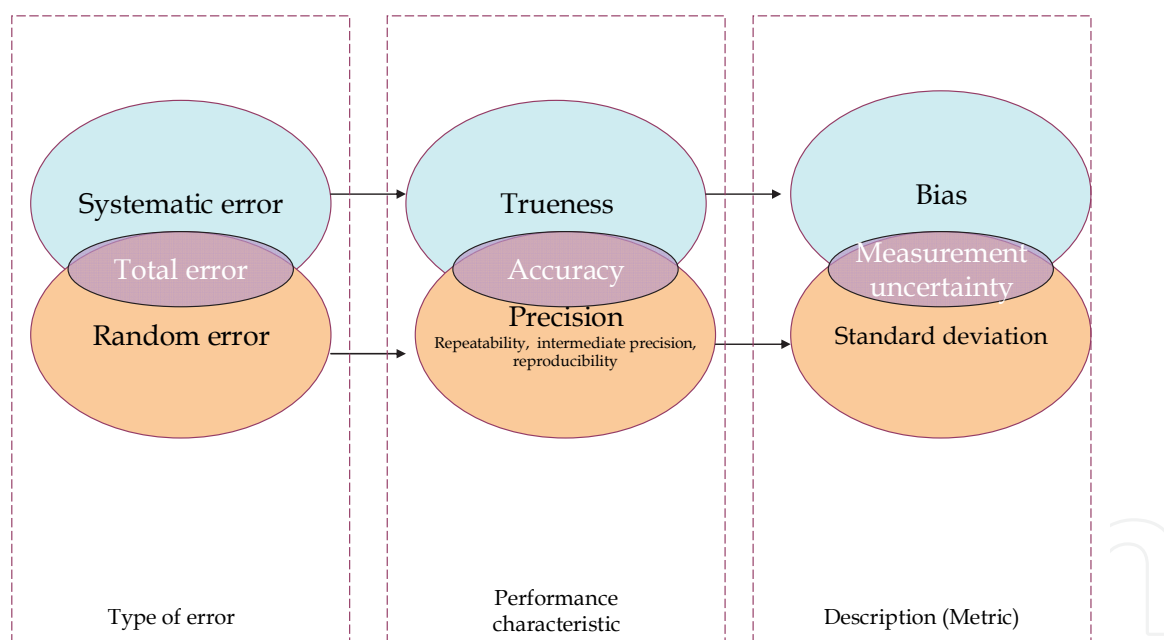 Systematic error
Total error
Random error
Type of error
Trueness
Accuracy
Precision
Repeatability, intermediate precision,
reproducibility
Performance
characteristic
Bias
Measurement
uncertainty
Standard deviation
Description (Metric)